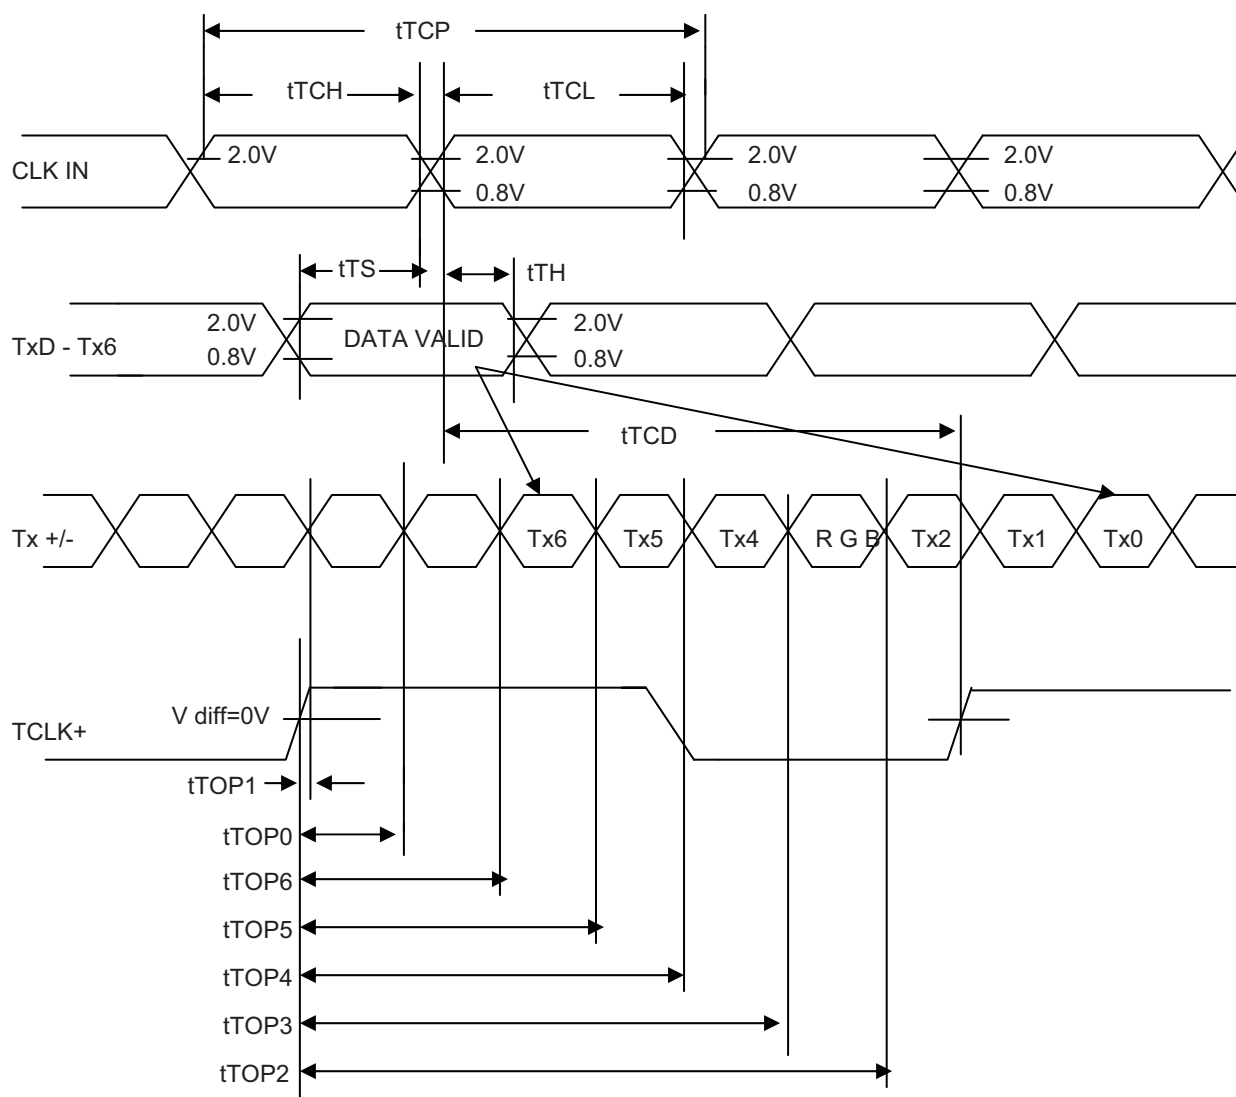 tTCP
tTCH
tTCL
CLK IN
2.0V
2.0V
0.8V
2.0V
0.8V
2.0V
0.8V
tTS
tTH
TxD - Tx6
2.0V
0.8V
DATA VALID
2.0V
0.8V
tTCD
Tx +/-
Tx6
Tx5
Tx4
R G B
Tx2
Tx1
Tx0
V diff=0V
TCLK+
tTOP1
tTOP0
tTOP6
tTOP5
tTOP4
tTOP3
tTOP2